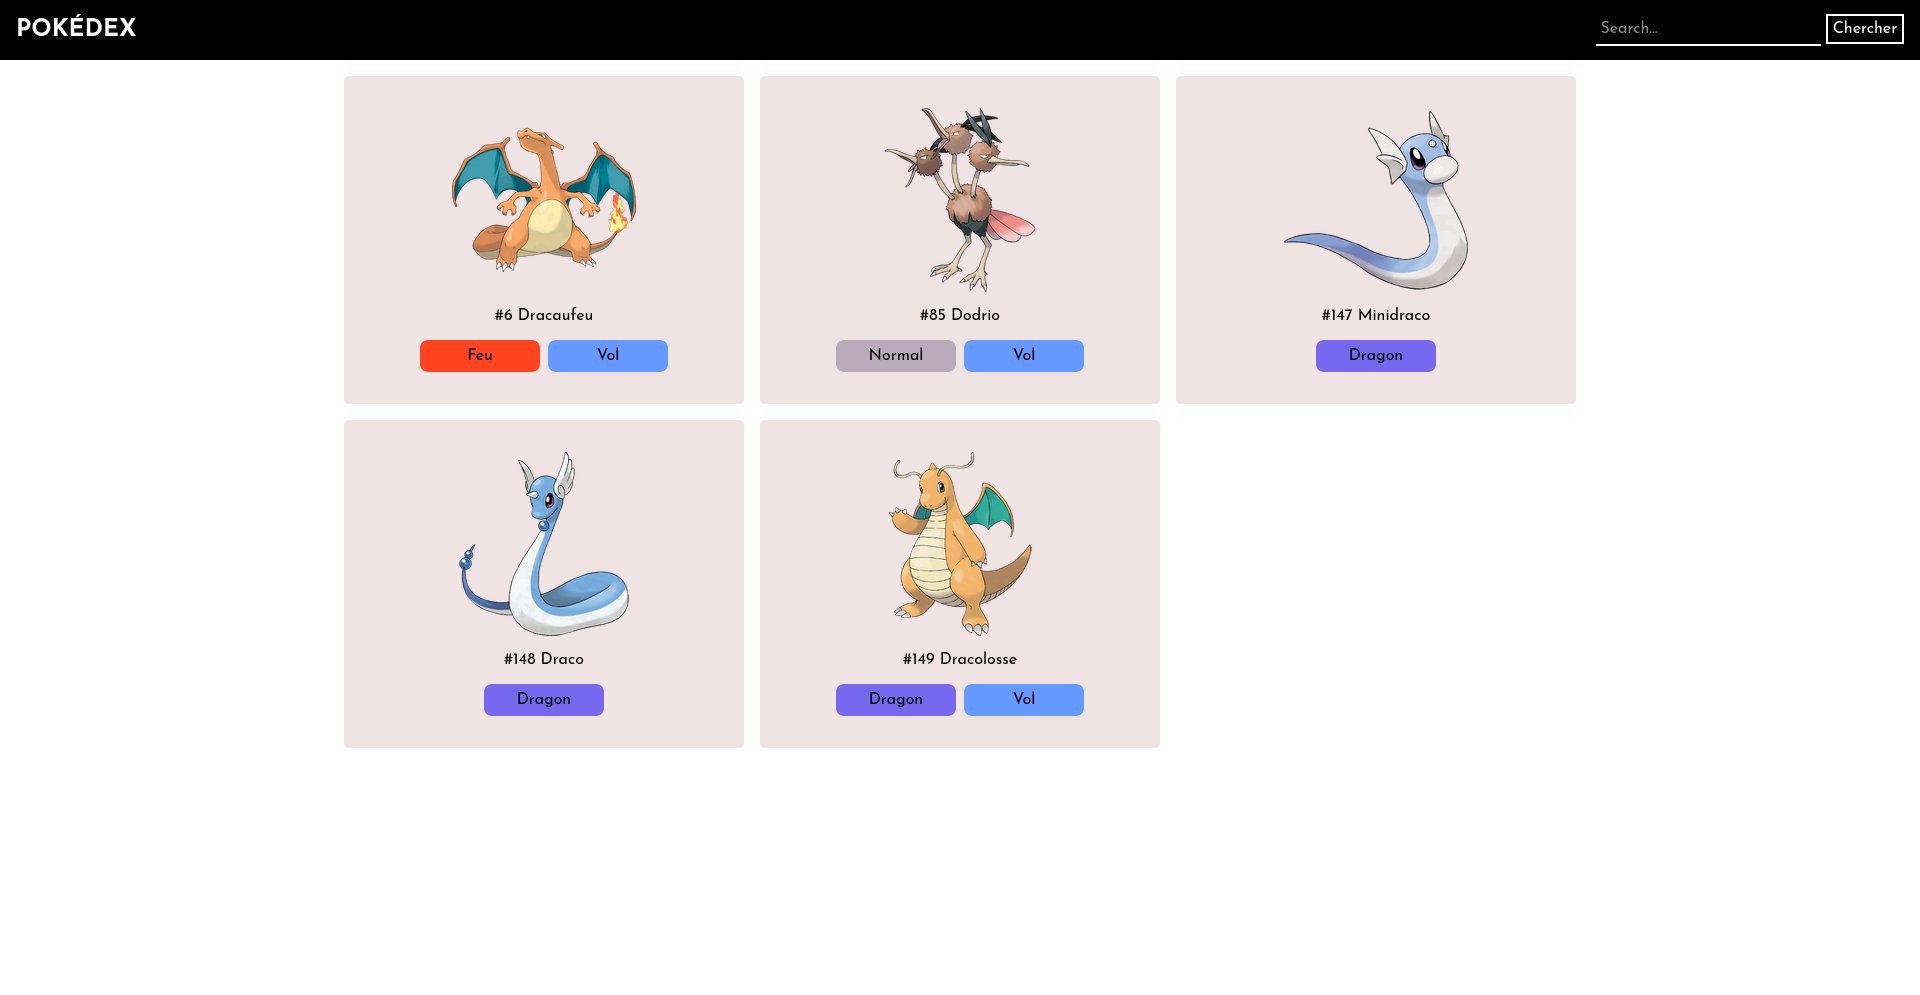 POKÉDEX
Search...
Chercher
#6 Dracaufeu
Feu
Vol
#85 Dodrio
Normal
Vol
#147 Minidraco
Dragon
#148 Draco
Dragon
#149 Dracolosse
Dragon
Vol